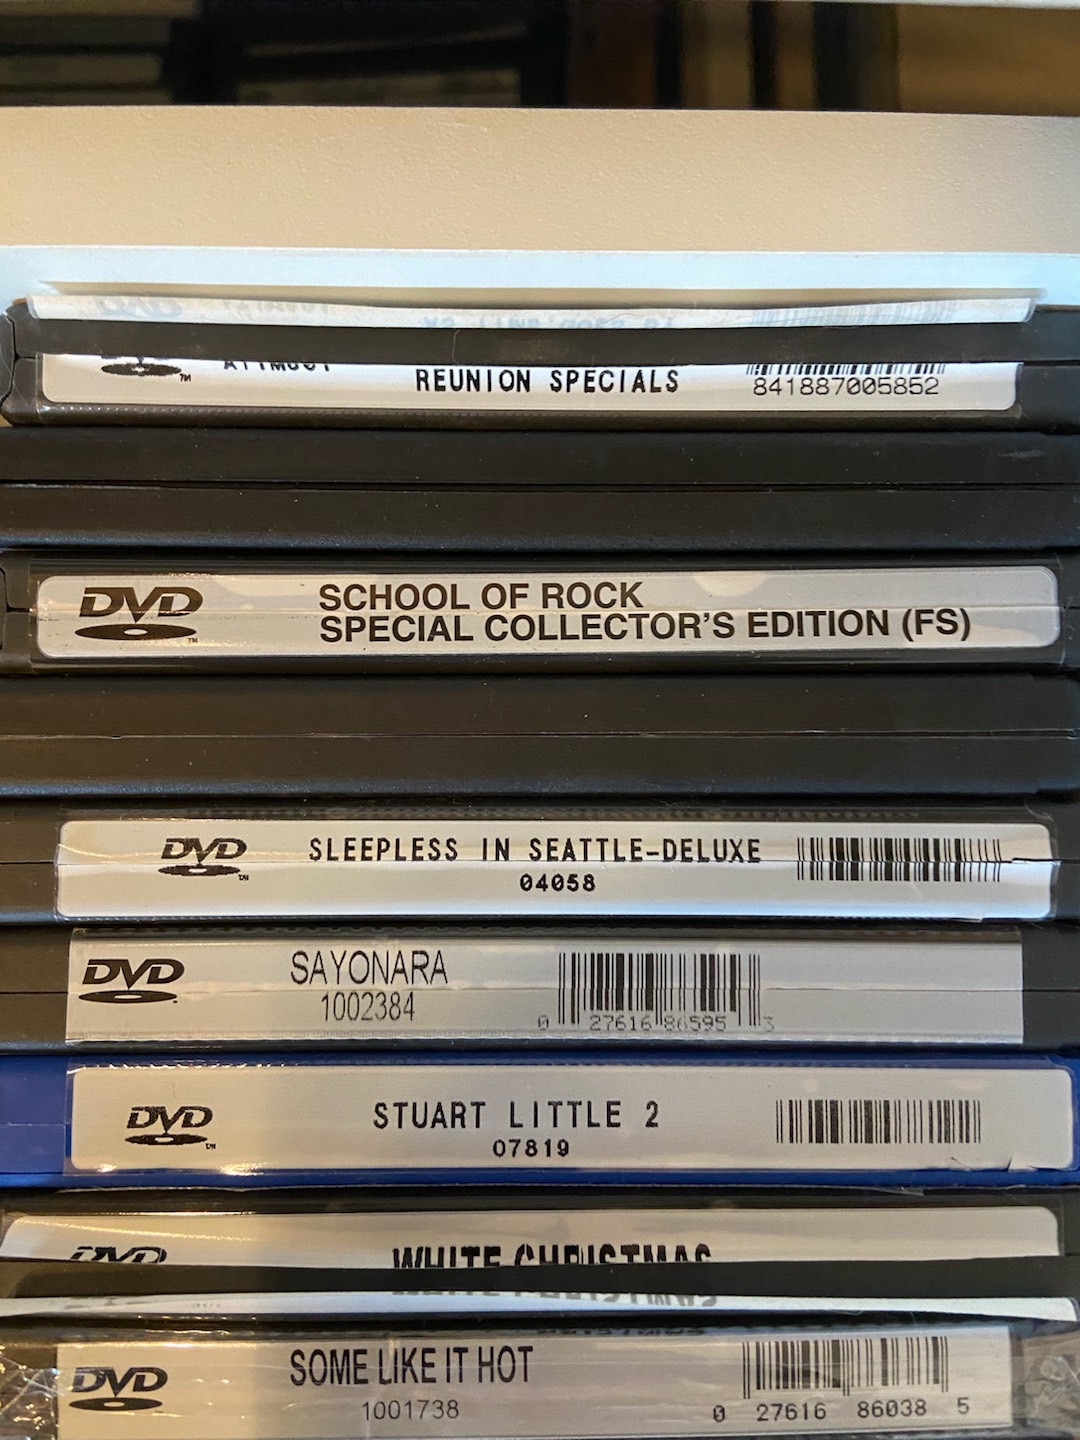 REUNION SPECIALS
841887005852
DVD
SCHOOL OF ROCK
SPECIAL COLLECTOR'S EDITION (FS)
DVD
SLEEPLESS IN SEATTLE-DELUXE
04058
DVD
SAYONARA
1002384
0 27616 86595 3
DVD
STUART LITTLE 2
07819
DVD
WHITE CHRISTMAS
DVD
SOME LIKE IT HOT
1001738
0 27616 86038 5